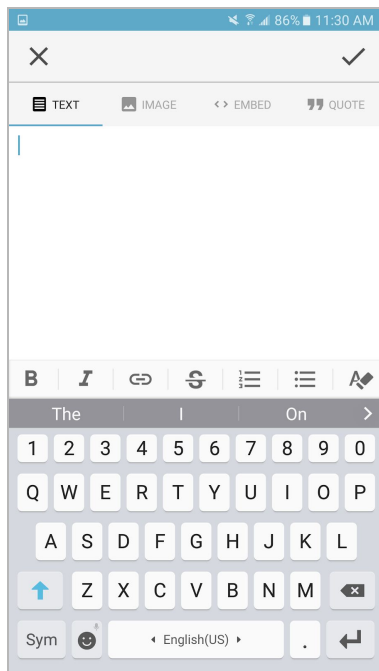 86% 11:30 AM
TEXT IMAGE <> EMBED QUOTE
B I S
The I On >
1 2 3 4 5 6 7 8 9 0
Q W E R T Y U I O P
A S D F G H J K L
Z X C V B N M
Sym English(US) .